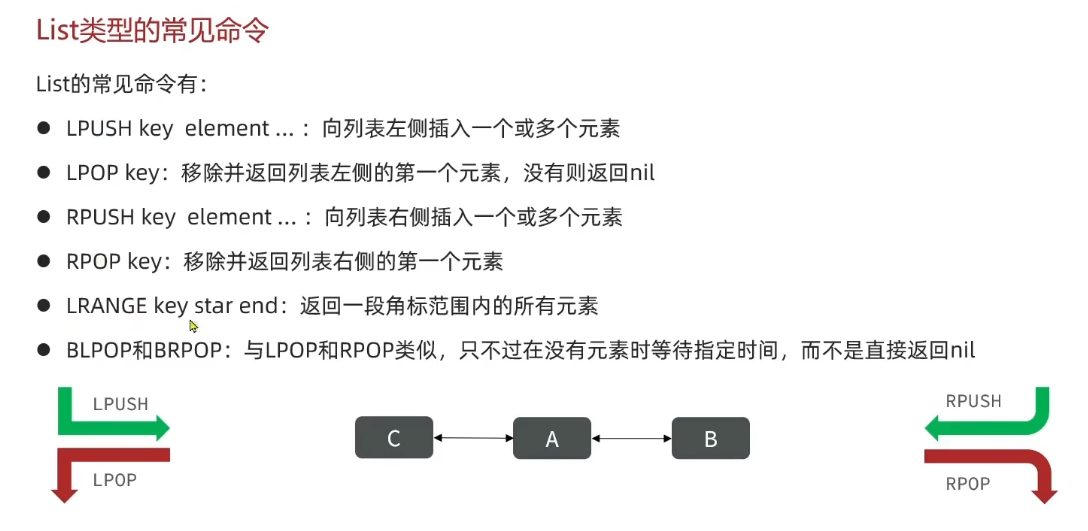 List类型的常见命令
List的常见命令有：
● LPUSH key element ... ：向列表左侧插入一个或多个元素
● LPOP key：移除并返回列表左侧的第一个元素，没有则返回nil
● RPUSH key element ... ：向列表右侧插入一个或多个元素
● RPOP key：移除并返回列表右侧的第一个元素
● LRANGE key star end：返回一段角标范围内的所有元素
● BLPOP和BRPOP：与LPOP和RPOP类似，只不过在没有元素时等待指定时间，而不是直接返回nil
LPUSH
LPOP
C
A
B
RPUSH
RPOP